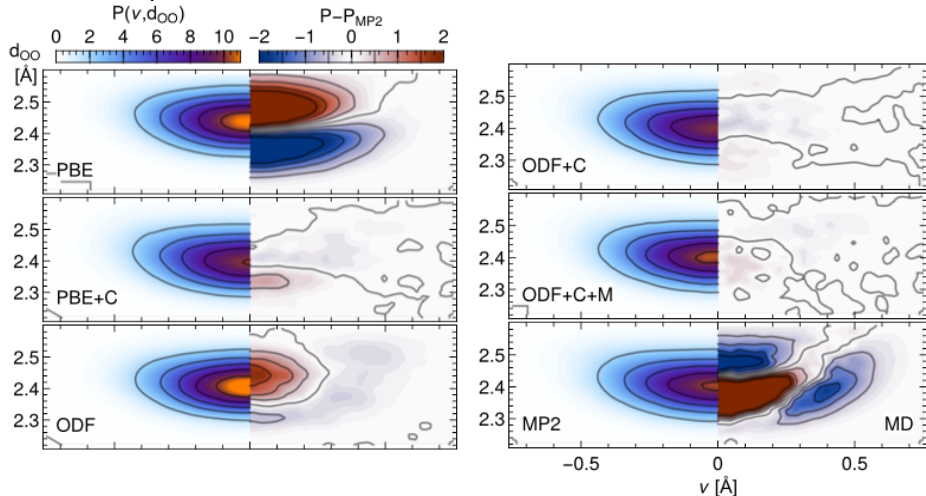 P(ν,dOO) P−PMP2
0 2 4 6 8 10 −2 −1 0 1 2
dOO
[Å]
2.5
2.4
2.3
PBE
2.5
2.4
2.3
PBE+C
2.5
2.4
2.3
ODF
2.5
2.4
2.3
ODF+C
2.5
2.4
2.3
ODF+C+M
2.5
2.4
2.3
MP2 MD
−0.5 0 0.5
ν [Å]